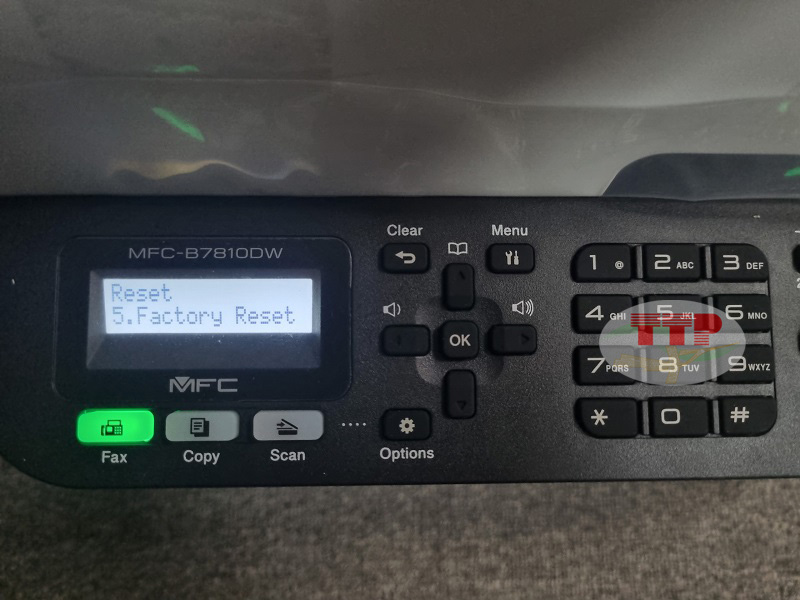 Clear
Menu
MFC-B7810DW
Reset
5.Factory Reset
OK
MFC
Fax
Copy
Scan
Options
1 @
2 ABC
3 DEF
4 GHI
5 JKL
6 MNO
7 PQRS
8 TUV
9 WXYZ
*
0
#
TTP